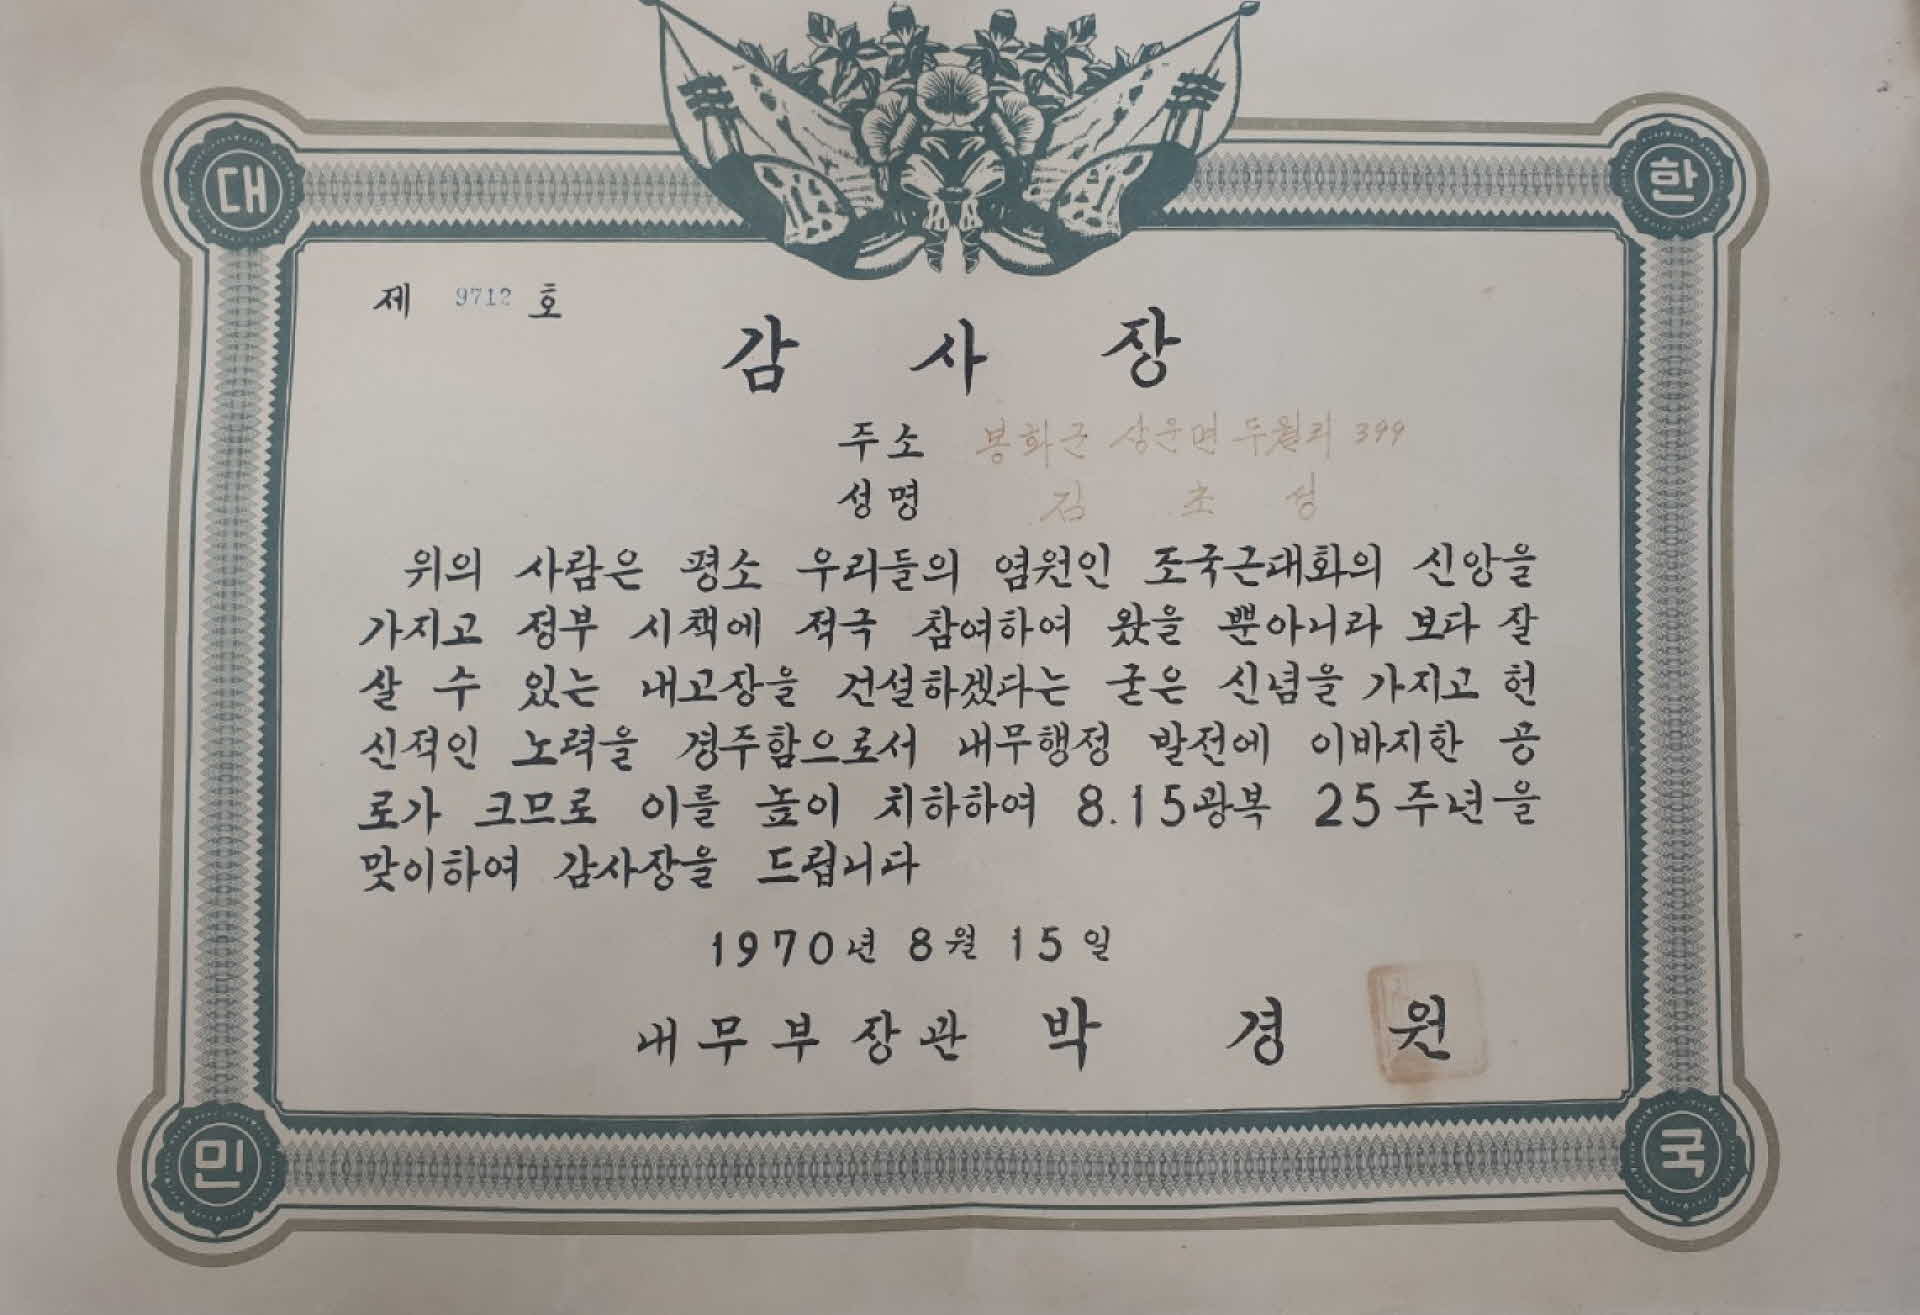 대 한
제 9712 호
감 사 장
주소 봉화군 상운면 두월리 399
성명 김 초 성
위의 사람은 평소 우리들의 염원인 조국근대화의 신앙을
가지고 정부 시책에 적극 참여하여 왔을 뿐아니라 보다 잘
살 수 있는 내고장을 건설하겠다는 굳은 신념을 가지고 헌
신적인 노력을 경주함으로서 내무행정 발전에 이바지한 공
로가 크므로 이를 높이 치하하여 8.15광복 25주년을
맞이하여 감사장을 드립니다
1970년 8월 15일
내무부장관 박 경 원
민 국